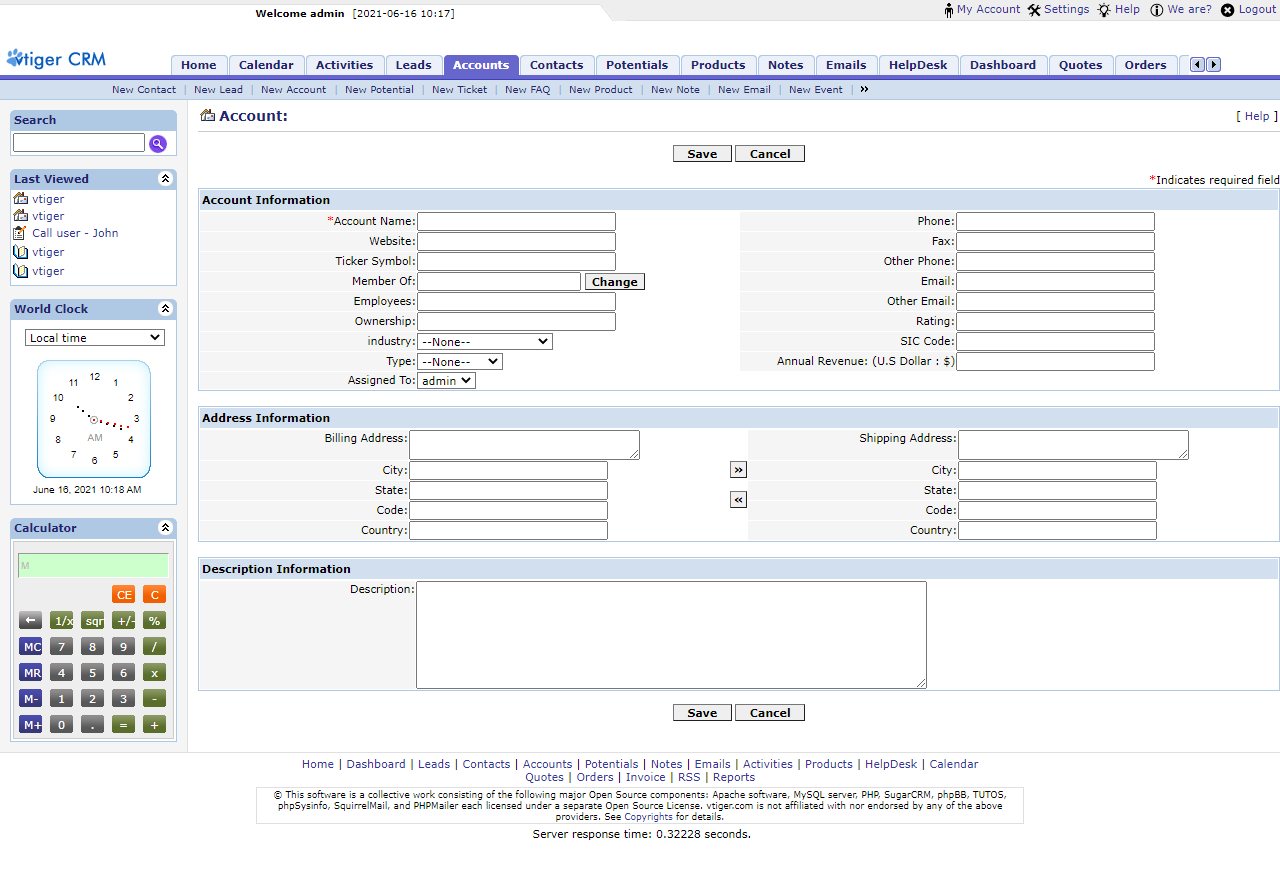 Welcome admin [2021-06-16 10:17]
My Account Settings Help We are? Logout
vtiger CRM
Home Calendar Activities Leads Accounts Contacts Potentials Products Notes Emails HelpDesk Dashboard Quotes Orders
New Contact | New Lead | New Account | New Potential | New Ticket | New FAQ | New Product | New Note | New Email | New Event | »
Search
Last Viewed
vtiger
vtiger
Call user - John
vtiger
vtiger
World Clock
Local time
12
11 1
10 2
9 3
8 4
AM
7 5
6
June 16, 2021 10:18 AM
Calculator
M
CE C
← 1/x sqr +/- %
MC 7 8 9 /
MR 4 5 6 x
M- 1 2 3 -
M+ 0 . = +
Account: [ Help ]
Save Cancel
*Indicates required field
Account Information
*Account Name: Phone:
Website: Fax:
Ticker Symbol: Other Phone:
Member Of: Change Email:
Employees: Other Email:
Ownership: Rating:
industry: --None-- SIC Code:
Type: --None-- Annual Revenue: (U.S Dollar : $)
Assigned To: admin
Address Information
Billing Address: Shipping Address:
City: » City:
State: State:
Code: « Code:
Country: Country:
Description Information
Description:
Save Cancel
Home | Dashboard | Leads | Contacts | Accounts | Potentials | Notes | Emails | Activities | Products | HelpDesk | Calendar
Quotes | Orders | Invoice | RSS | Reports
© This software is a collective work consisting of the following major Open Source components: Apache software, MySQL server, PHP, SugarCRM, phpBB, TUTOS,
phpSysinfo, SquirrelMail, and PHPMailer each licensed under a separate Open Source License. vtiger.com is not affiliated with nor endorsed by any of the above
providers. See Copyrights for details.
Server response time: 0.32228 seconds.